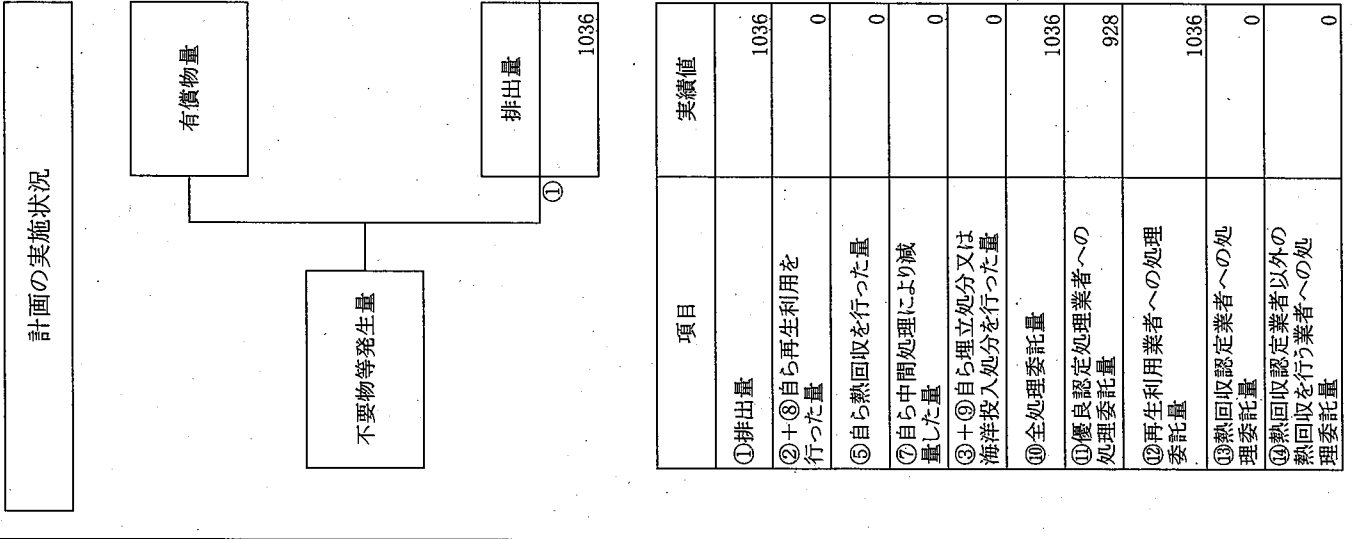 計画の実施状況
有償物量
不要物等発生量
排出量
①
1036
項目
実績値
①排出量
1036
②+⑧自ら再生利用を
行った量
0
⑤自ら熱回収を行った量
0
⑦自ら中間処理により減
量した量
0
③+⑨自ら埋立処分又は
海洋投入処分を行った量
0
⑩全処理委託量
1036
⑪優良認定処理業者への
処理委託量
928
⑫再生利用業者への処理
委託量
1036
⑬熱回収認定業者への処
理委託量
0
⑭熱回収認定業者以外の
熱回収を行う業者への処
理委託量
0